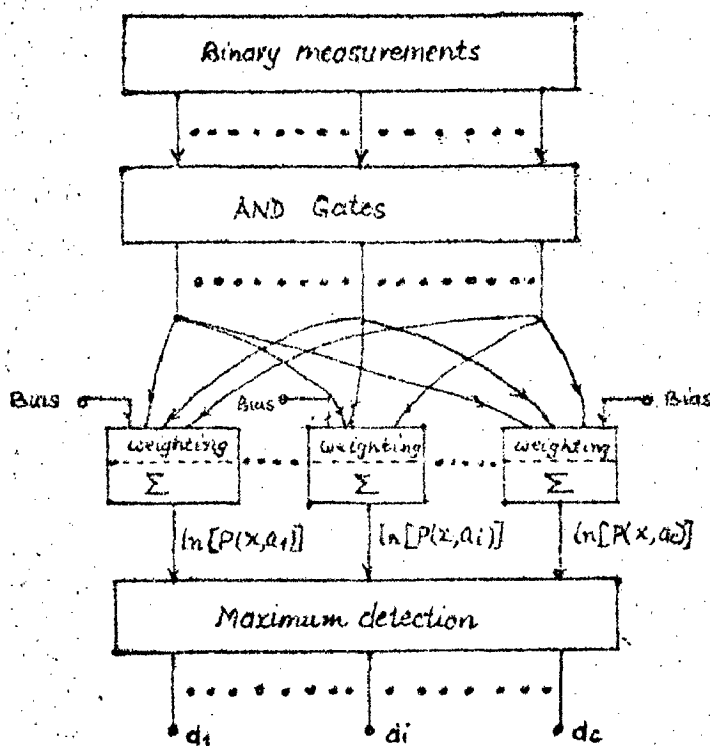 Binary measurements
AND Gates
Bias Bias Bias
weighting weighting weighting
Σ Σ Σ
ln[P(x,a1)] ln[P(x,ai)] ln[P(x,ac)]
Maximum detection
d1 di dc